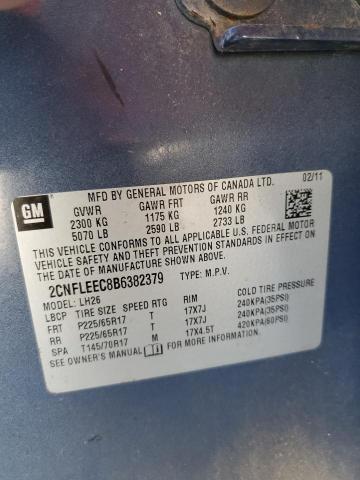 GM
MFD BY GENERAL MOTORS OF CANADA LTD. 02/11
GVWR GAWR FRT GAWR RR
2300 KG 1175 KG 1240 KG
5070 LB 2590 LB 2733 LB
THIS VEHICLE CONFORMS TO ALL APPLICABLE U.S. FEDERAL MOTOR
VEHICLE SAFETY AND THEFT PREVENTION STANDARDS IN EFFECT
ON THE DATE OF MANUFACTURE SHOWN ABOVE.
2CNFLEEC8B6382379 TYPE: M.P.V.
MODEL: LH26
LBCP TIRE SIZE SPEED RTG RIM COLD TIRE PRESSURE
FRT P225/65R17 T 17X7J 240KPA(35PSI)
RR P225/65R17 T 17X7J 240KPA(35PSI)
SPA T145/70R17 M 17X4.5T 420KPA(60PSI)
SEE OWNER'S MANUAL FOR MORE INFORMATION